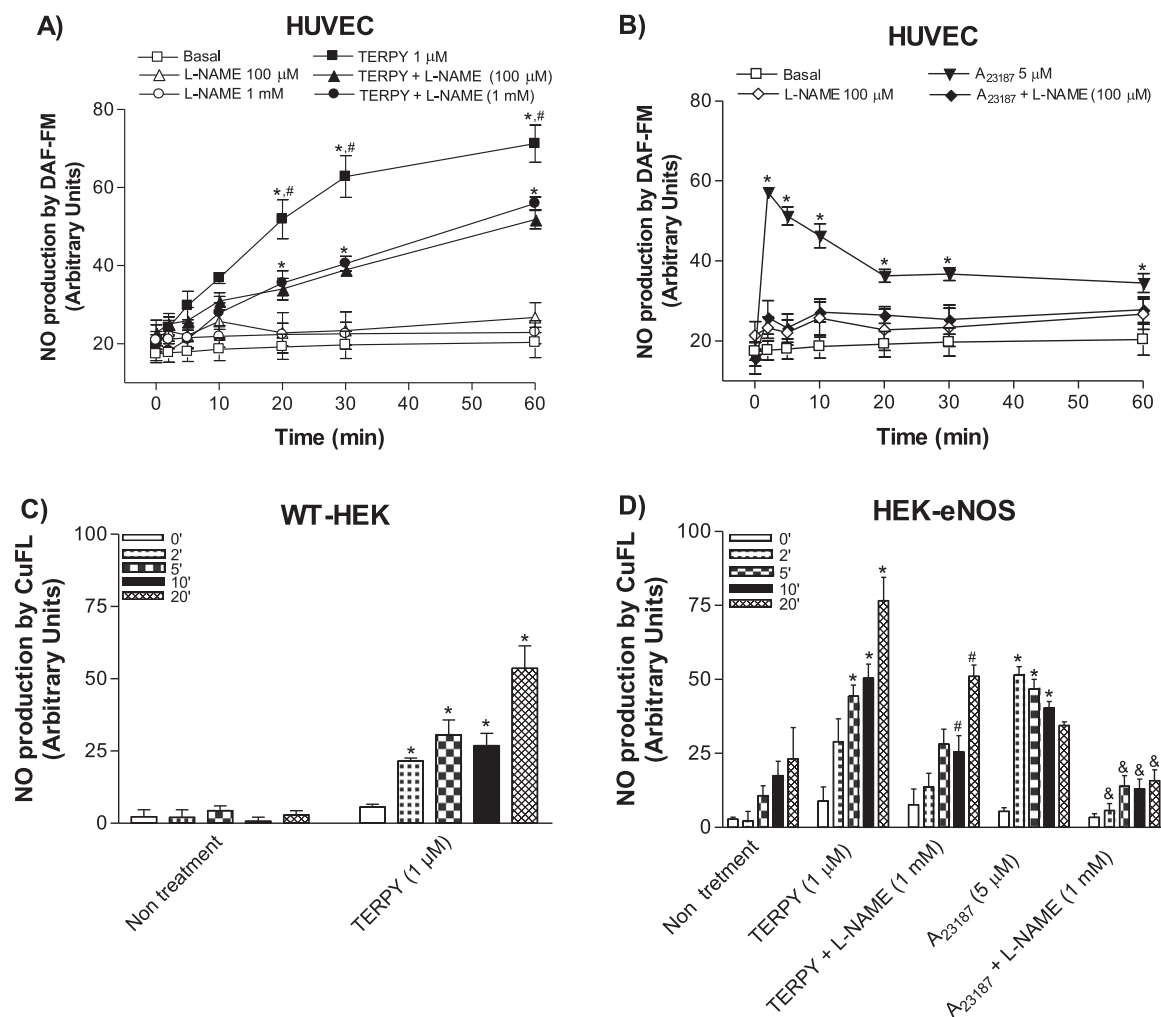 A)
HUVEC
Basal
L-NAME 100 μM
L-NAME 1 mM
TERPY 1 μM
TERPY + L-NAME (100 μM)
TERPY + L-NAME (1 mM)
NO production by DAF-FM
(Arbitrary Units)
80
60
40
20
*,#
*,#
*,#
*
*
*
0
10
20
30
40
50
60
Time (min)
B)
HUVEC
Basal
L-NAME 100 μM
A23187 5 μM
A23187 + L-NAME (100 μM)
NO production by DAF-FM
(Arbitrary Units)
80
60
40
20
*
*
*
*
*
*
0
10
20
30
40
50
60
Time (min)
C)
WT-HEK
0'
2'
5'
10'
20'
NO production by CuFL
(Arbitrary Units)
100
75
50
25
0
*
*
*
*
Non treatment
TERPY (1 μM)
D)
HEK-eNOS
0'
2'
5'
10'
20'
NO production by CuFL
(Arbitrary Units)
100
75
50
25
0
*
*
*
#
#
*
*
*
&
&
&
&
Non tretment
TERPY (1 μM)
TERPY + L-NAME (1 mM)
A23187 (5 μM)
A23187 + L-NAME (1 mM)